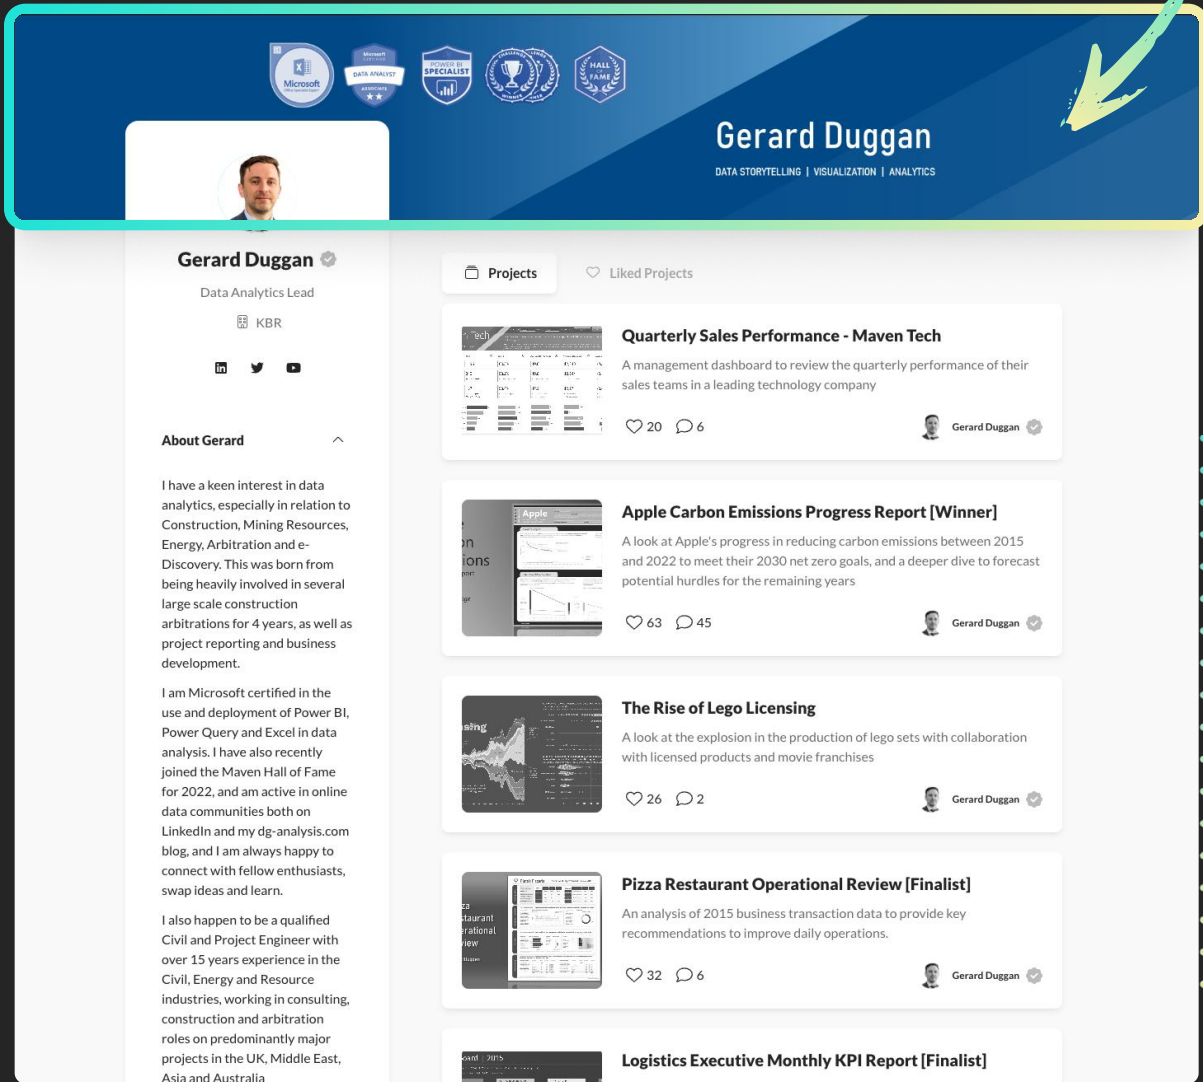 Microsoft
Office Specialist Expert
Microsoft
CERTIFIED
DATA ANALYST
ASSOCIATE
POWER BI
SPECIALIST
CHALLENGE
WINNER
HALL
OF
FAME
Gerard Duggan
DATA STORYTELLING | VISUALIZATION | ANALYTICS
Gerard Duggan
Data Analytics Lead
KBR
About Gerard
I have a keen interest in data
analytics, especially in relation to
Construction, Mining Resources,
Energy, Arbitration and e-
Discovery. This was born from
being heavily involved in several
large scale construction
arbitrations for 4 years, as well as
project reporting and business
development.
I am Microsoft certified in the
use and deployment of Power BI,
Power Query and Excel in data
analysis. I have also recently
joined the Maven Hall of Fame
for 2022, and am active in online
data communities both on
LinkedIn and my dg-analysis.com
blog, and I am always happy to
connect with fellow enthusiasts,
swap ideas and learn.
I also happen to be a qualified
Civil and Project Engineer with
over 15 years experience in the
Civil, Energy and Resource
industries, working in consulting,
construction and arbitration
roles on predominantly major
projects in the UK, Middle East,
Asia and Australia
Projects
Liked Projects
Tech
Quarterly Sales Performance - Maven Tech
A management dashboard to review the quarterly performance of their
sales teams in a leading technology company
20 6
Gerard Duggan
Apple
Apple Carbon Emissions Progress Report [Winner]
A look at Apple's progress in reducing carbon emissions between 2015
and 2022 to meet their 2030 net zero goals, and a deeper dive to forecast
potential hurdles for the remaining years
63 45
Gerard Duggan
The Rise of Lego Licensing
A look at the explosion in the production of lego sets with collaboration
with licensed products and movie franchises
26 2
Gerard Duggan
Pizza Restaurant Operational Review [Finalist]
An analysis of 2015 business transaction data to provide key
recommendations to improve daily operations.
32 6
Gerard Duggan
2015
Logistics Executive Monthly KPI Report [Finalist]